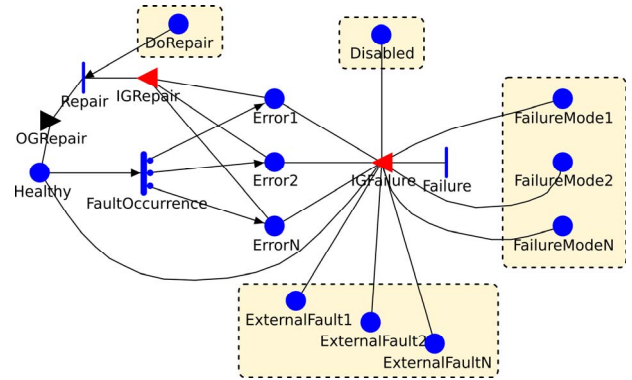 DoRepair
Disabled
Repair
IGRepair
Error1
FailureMode1
OGRepair
Error2
IGFailure
Failure
FailureMode2
Healthy
FaultOccurrence
ErrorN
FailureModeN
ExternalFault1
ExternalFault2
ExternalFaultN